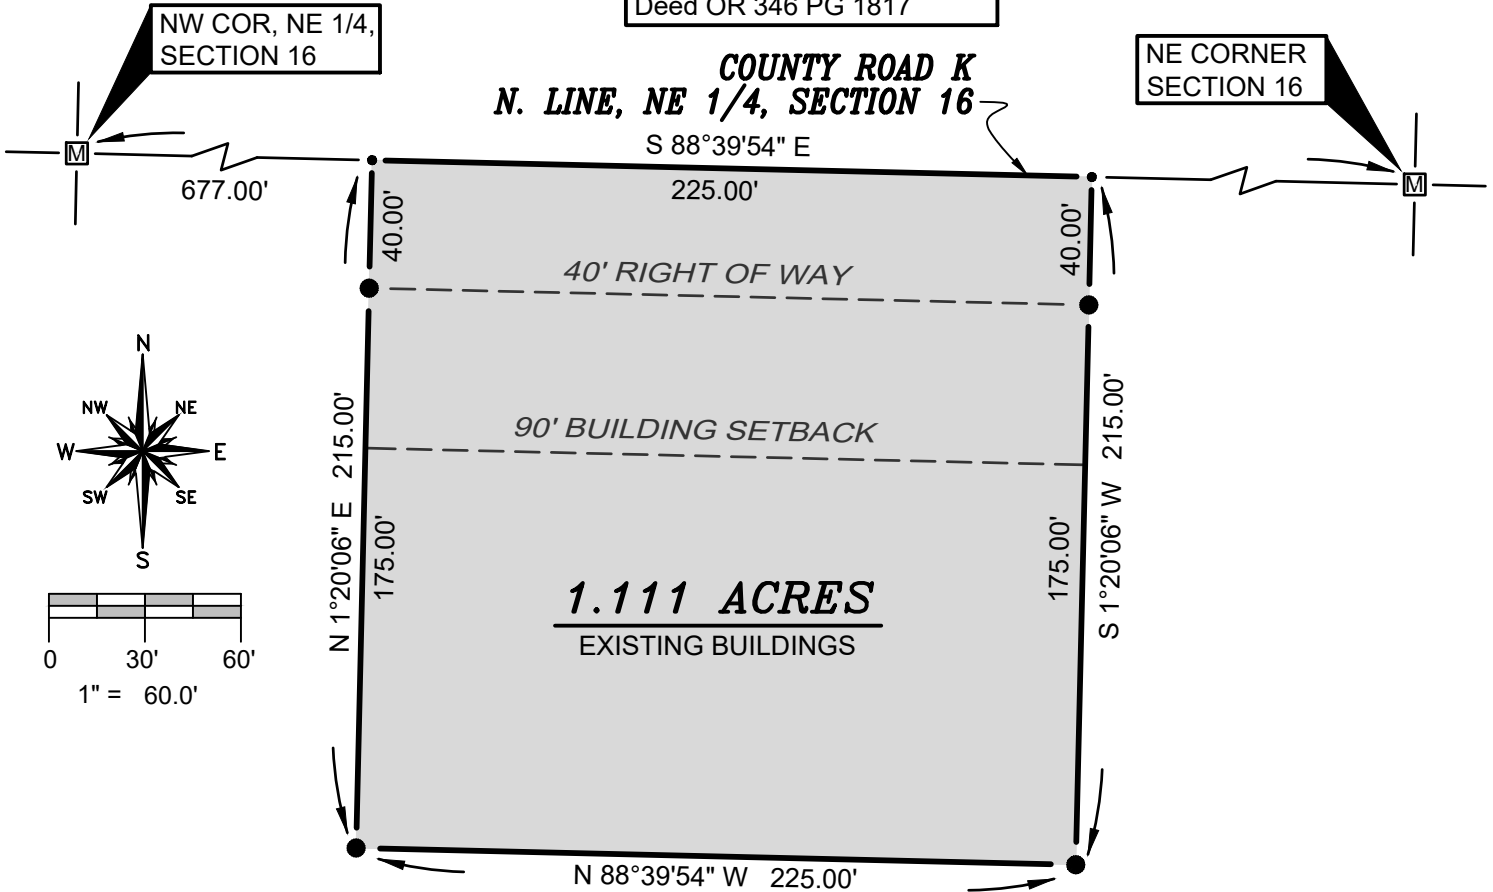 Deed OR 346 PG 1817
NW COR, NE 1/4,
SECTION 16
NE CORNER
SECTION 16
COUNTY ROAD K
N. LINE, NE 1/4, SECTION 16
S 88°39'54" E
225.00'
M
677.00'
M
40.00'
40.00'
40' RIGHT OF WAY
N
NW
NE
W
E
SW
SE
S
90' BUILDING SETBACK
N 1°20'06" E 215.00'
175.00'
175.00'
S 1°20'06" W 215.00'
1.111 ACRES
EXISTING BUILDINGS
0 30' 60'
1" = 60.0'
N 88°39'54" W 225.00'